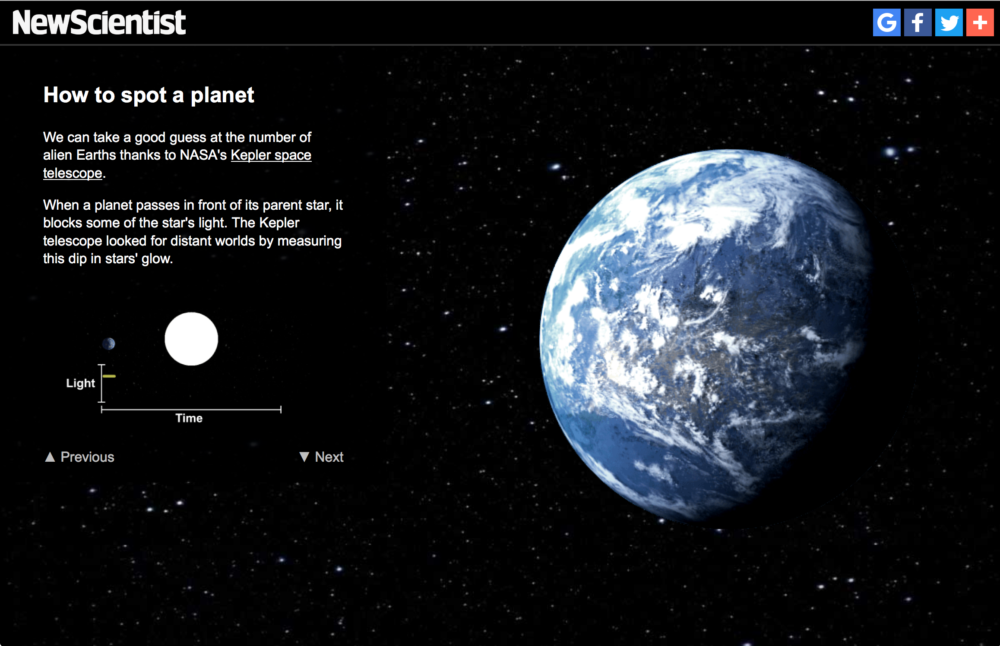 NewScientist
How to spot a planet
We can take a good guess at the number of
alien Earths thanks to NASA's Kepler space
telescope.
When a planet passes in front of its parent star, it
blocks some of the star's light. The Kepler
telescope looked for distant worlds by measuring
this dip in stars' glow.
Light
Time
▲ Previous
▼ Next